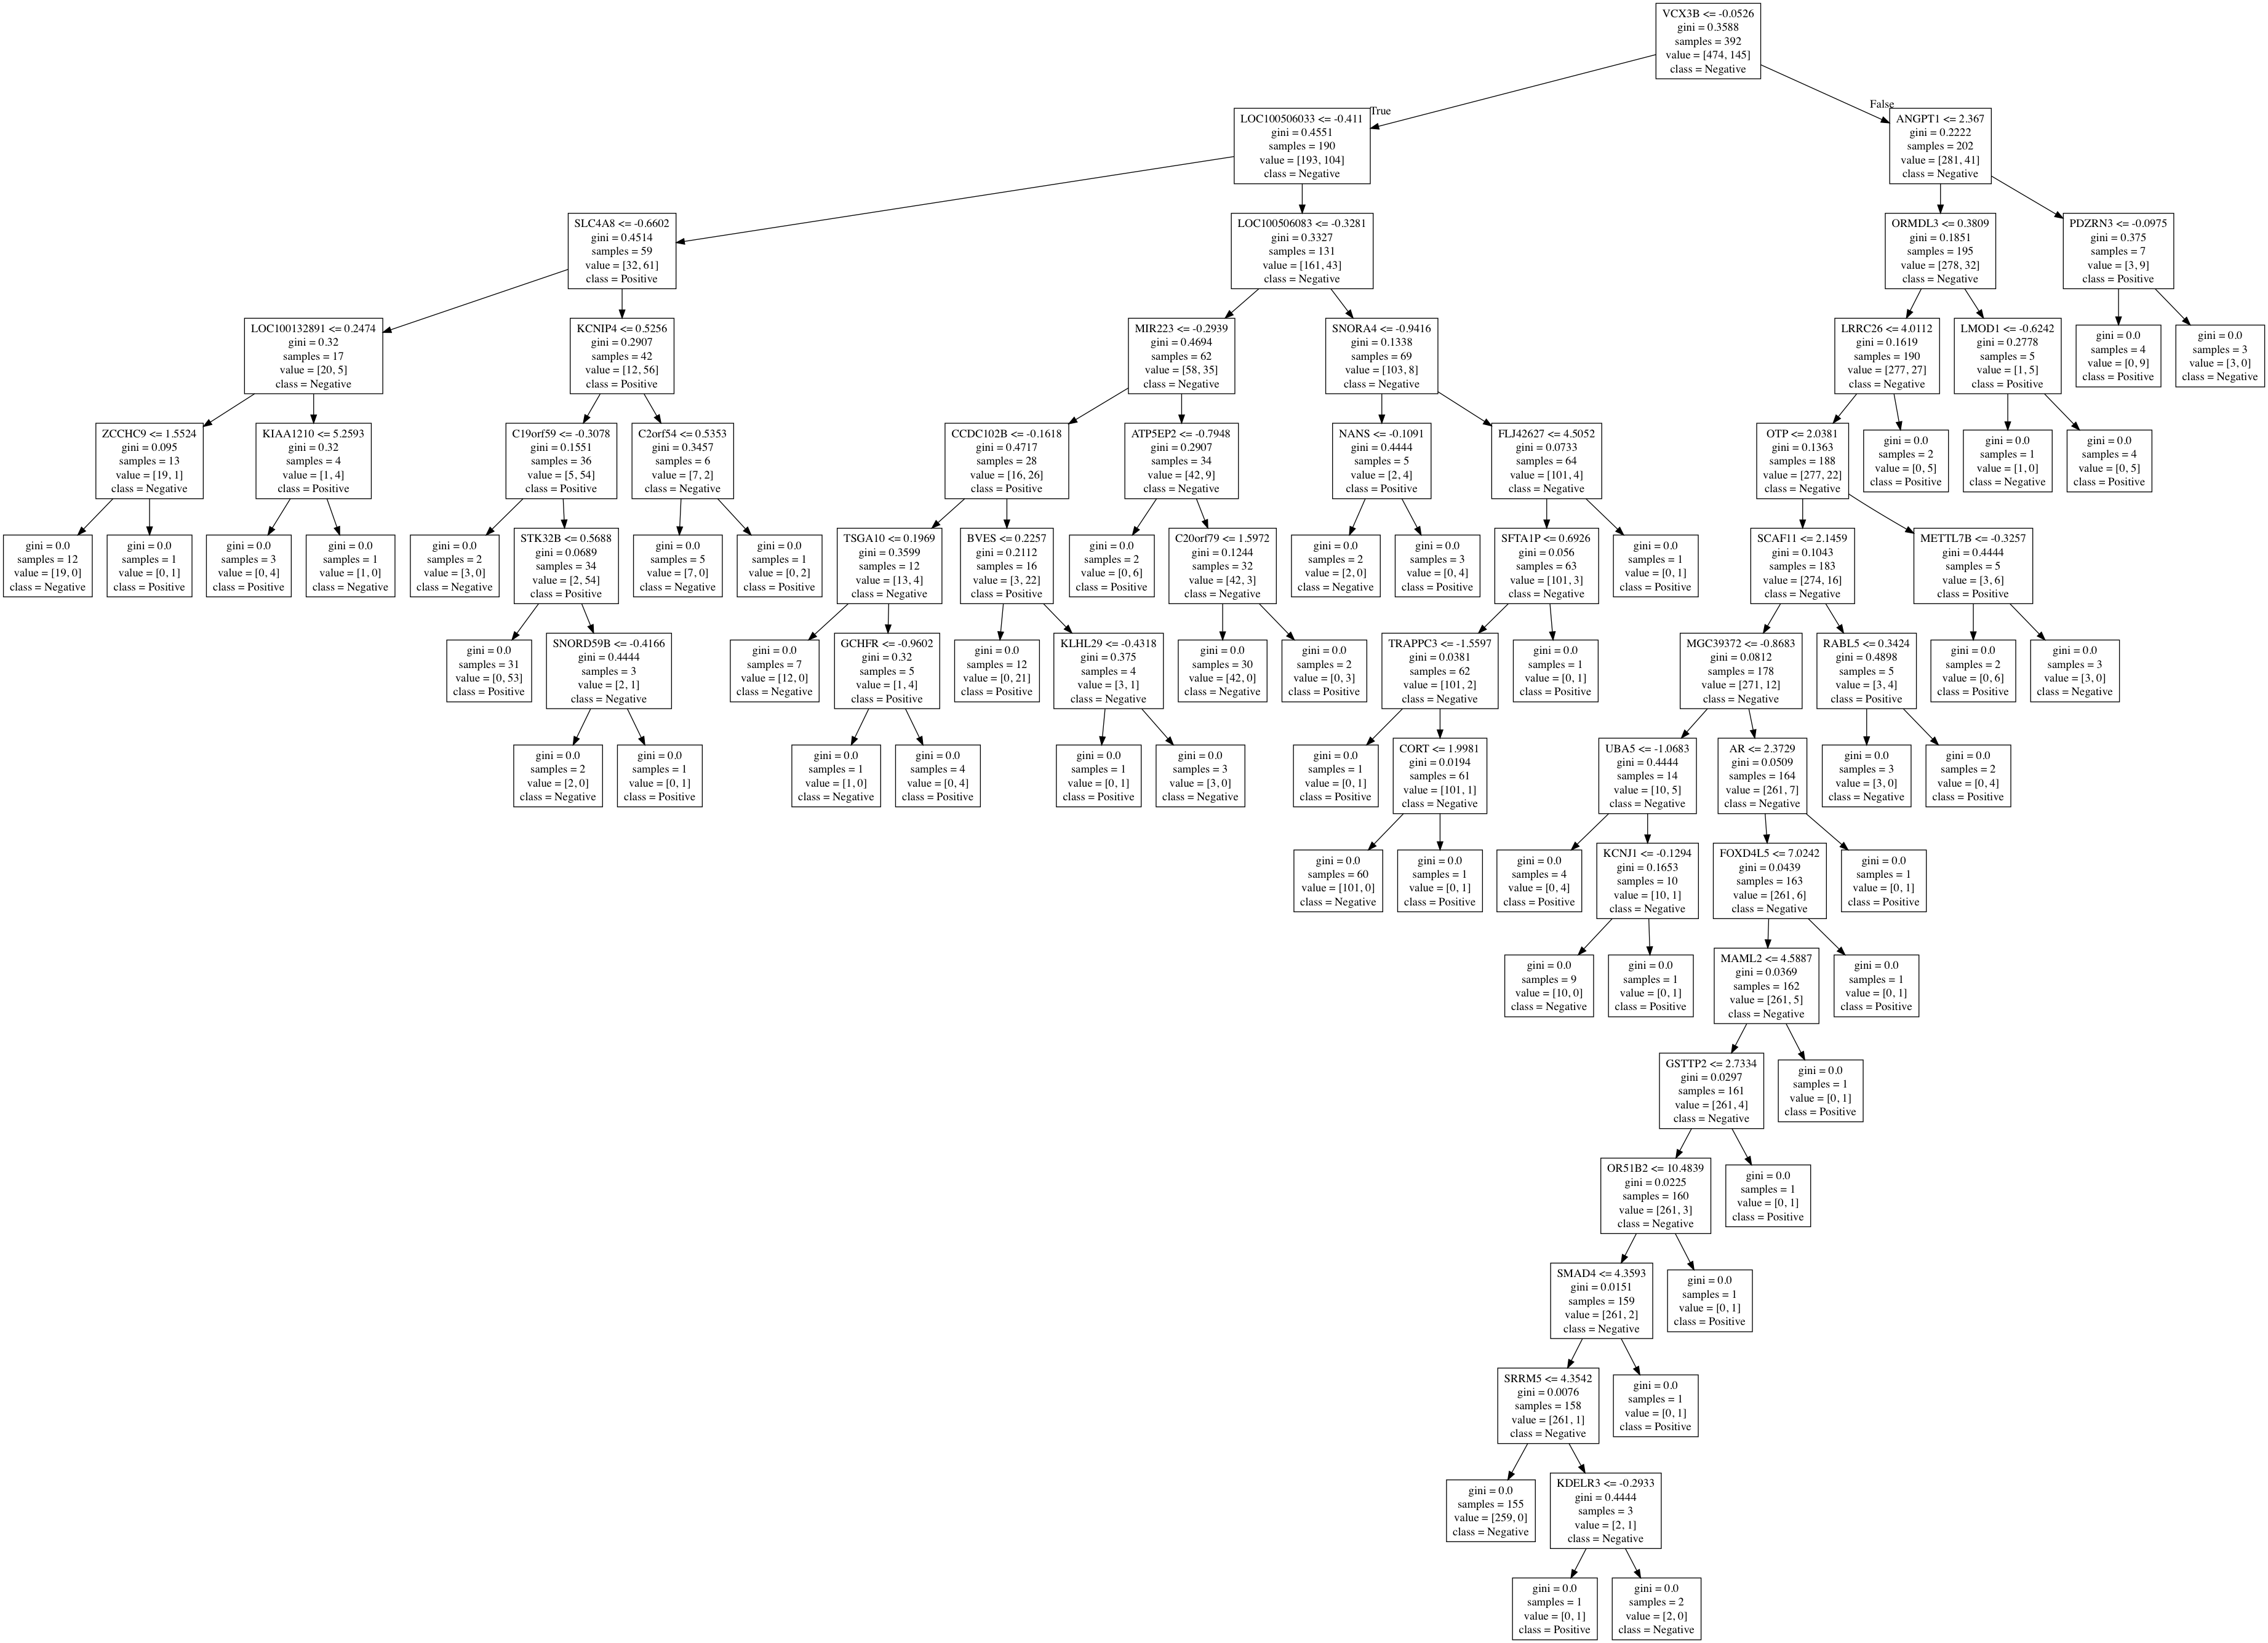 VCX3B <= -0.0526
gini = 0.3588
samples = 392
value = [474, 145]
class = Negative
True
False
LOC100506033 <= -0.411
gini = 0.4551
samples = 190
value = [193, 104]
class = Negative
ANGPT1 <= 2.367
gini = 0.2222
samples = 202
value = [281, 41]
class = Negative
SLC4A8 <= -0.6602
gini = 0.4514
samples = 59
value = [32, 61]
class = Positive
LOC100506083 <= -0.3281
gini = 0.3327
samples = 131
value = [161, 43]
class = Negative
ORMDL3 <= 0.3809
gini = 0.1851
samples = 195
value = [278, 32]
class = Negative
PDZRN3 <= -0.0975
gini = 0.375
samples = 7
value = [3, 9]
class = Positive
LOC100132891 <= 0.2474
gini = 0.32
samples = 17
value = [20, 5]
class = Negative
KCNIP4 <= 0.5256
gini = 0.2907
samples = 42
value = [12, 56]
class = Positive
MIR223 <= -0.2939
gini = 0.4694
samples = 62
value = [58, 35]
class = Negative
SNORA4 <= -0.9416
gini = 0.1338
samples = 69
value = [103, 8]
class = Negative
LRRC26 <= 4.0112
gini = 0.1619
samples = 190
value = [277, 27]
class = Negative
LMOD1 <= -0.6242
gini = 0.2778
samples = 5
value = [1, 5]
class = Positive
gini = 0.0
samples = 4
value = [0, 9]
class = Positive
gini = 0.0
samples = 3
value = [3, 0]
class = Negative
ZCCHC9 <= 1.5524
gini = 0.095
samples = 13
value = [19, 1]
class = Negative
KIAA1210 <= 5.2593
gini = 0.32
samples = 4
value = [1, 4]
class = Positive
C19orf59 <= -0.3078
gini = 0.1551
samples = 36
value = [5, 54]
class = Positive
C2orf54 <= 0.5353
gini = 0.3457
samples = 6
value = [7, 2]
class = Negative
CCDC102B <= -0.1618
gini = 0.4717
samples = 28
value = [16, 26]
class = Positive
ATP5EP2 <= -0.7948
gini = 0.2907
samples = 34
value = [42, 9]
class = Negative
NANS <= -0.1091
gini = 0.4444
samples = 5
value = [2, 4]
class = Positive
FLJ42627 <= 4.5052
gini = 0.0733
samples = 64
value = [101, 4]
class = Negative
OTP <= 2.0381
gini = 0.1363
samples = 188
value = [277, 22]
class = Negative
gini = 0.0
samples = 2
value = [0, 5]
class = Positive
gini = 0.0
samples = 1
value = [1, 0]
class = Negative
gini = 0.0
samples = 4
value = [0, 5]
class = Positive
gini = 0.0
samples = 12
value = [19, 0]
class = Negative
gini = 0.0
samples = 1
value = [0, 1]
class = Positive
gini = 0.0
samples = 3
value = [0, 4]
class = Positive
gini = 0.0
samples = 1
value = [1, 0]
class = Negative
gini = 0.0
samples = 2
value = [3, 0]
class = Negative
STK32B <= 0.5688
gini = 0.0689
samples = 34
value = [2, 54]
class = Positive
gini = 0.0
samples = 5
value = [7, 0]
class = Negative
gini = 0.0
samples = 1
value = [0, 2]
class = Positive
TSGA10 <= 0.1969
gini = 0.3599
samples = 12
value = [13, 4]
class = Negative
BVES <= 0.2257
gini = 0.2112
samples = 16
value = [3, 22]
class = Positive
gini = 0.0
samples = 2
value = [0, 6]
class = Positive
C20orf79 <= 1.5972
gini = 0.1244
samples = 32
value = [42, 3]
class = Negative
gini = 0.0
samples = 2
value = [2, 0]
class = Negative
gini = 0.0
samples = 3
value = [0, 4]
class = Positive
SFTA1P <= 0.6926
gini = 0.056
samples = 63
value = [101, 3]
class = Negative
gini = 0.0
samples = 1
value = [0, 1]
class = Positive
SCAF11 <= 2.1459
gini = 0.1043
samples = 183
value = [274, 16]
class = Negative
METTL7B <= -0.3257
gini = 0.4444
samples = 5
value = [3, 6]
class = Positive
gini = 0.0
samples = 31
value = [0, 53]
class = Positive
SNORD59B <= -0.4166
gini = 0.4444
samples = 3
value = [2, 1]
class = Negative
gini = 0.0
samples = 7
value = [12, 0]
class = Negative
GCHFR <= -0.9602
gini = 0.32
samples = 5
value = [1, 4]
class = Positive
gini = 0.0
samples = 12
value = [0, 21]
class = Positive
KLHL29 <= -0.4318
gini = 0.375
samples = 4
value = [3, 1]
class = Negative
gini = 0.0
samples = 30
value = [42, 0]
class = Negative
gini = 0.0
samples = 2
value = [0, 3]
class = Positive
TRAPPC3 <= -1.5597
gini = 0.0381
samples = 62
value = [101, 2]
class = Negative
gini = 0.0
samples = 1
value = [0, 1]
class = Positive
MGC39372 <= -0.8683
gini = 0.0812
samples = 178
value = [271, 12]
class = Negative
RABL5 <= 0.3424
gini = 0.4898
samples = 5
value = [3, 4]
class = Positive
gini = 0.0
samples = 2
value = [0, 6]
class = Positive
gini = 0.0
samples = 3
value = [3, 0]
class = Negative
gini = 0.0
samples = 2
value = [2, 0]
class = Negative
gini = 0.0
samples = 1
value = [0, 1]
class = Positive
gini = 0.0
samples = 1
value = [1, 0]
class = Negative
gini = 0.0
samples = 4
value = [0, 4]
class = Positive
gini = 0.0
samples = 1
value = [0, 1]
class = Positive
gini = 0.0
samples = 3
value = [3, 0]
class = Negative
gini = 0.0
samples = 1
value = [0, 1]
class = Positive
CORT <= 1.9981
gini = 0.0194
samples = 61
value = [101, 1]
class = Negative
UBA5 <= -1.0683
gini = 0.4444
samples = 14
value = [10, 5]
class = Negative
AR <= 2.3729
gini = 0.0509
samples = 164
value = [261, 7]
class = Negative
gini = 0.0
samples = 3
value = [3, 0]
class = Negative
gini = 0.0
samples = 2
value = [0, 4]
class = Positive
gini = 0.0
samples = 60
value = [101, 0]
class = Negative
gini = 0.0
samples = 1
value = [0, 1]
class = Positive
gini = 0.0
samples = 4
value = [0, 4]
class = Positive
KCNJ1 <= -0.1294
gini = 0.1653
samples = 10
value = [10, 1]
class = Negative
FOXD4L5 <= 7.0242
gini = 0.0439
samples = 163
value = [261, 6]
class = Negative
gini = 0.0
samples = 1
value = [0, 1]
class = Positive
gini = 0.0
samples = 9
value = [10, 0]
class = Negative
gini = 0.0
samples = 1
value = [0, 1]
class = Positive
MAML2 <= 4.5887
gini = 0.0369
samples = 162
value = [261, 5]
class = Negative
gini = 0.0
samples = 1
value = [0, 1]
class = Positive
GSTTP2 <= 2.7334
gini = 0.0297
samples = 161
value = [261, 4]
class = Negative
gini = 0.0
samples = 1
value = [0, 1]
class = Positive
OR51B2 <= 10.4839
gini = 0.0225
samples = 160
value = [261, 3]
class = Negative
gini = 0.0
samples = 1
value = [0, 1]
class = Positive
SMAD4 <= 4.3593
gini = 0.0151
samples = 159
value = [261, 2]
class = Negative
gini = 0.0
samples = 1
value = [0, 1]
class = Positive
SRRM5 <= 4.3542
gini = 0.0076
samples = 158
value = [261, 1]
class = Negative
gini = 0.0
samples = 1
value = [0, 1]
class = Positive
gini = 0.0
samples = 155
value = [259, 0]
class = Negative
KDELR3 <= -0.2933
gini = 0.4444
samples = 3
value = [2, 1]
class = Negative
gini = 0.0
samples = 1
value = [0, 1]
class = Positive
gini = 0.0
samples = 2
value = [2, 0]
class = Negative